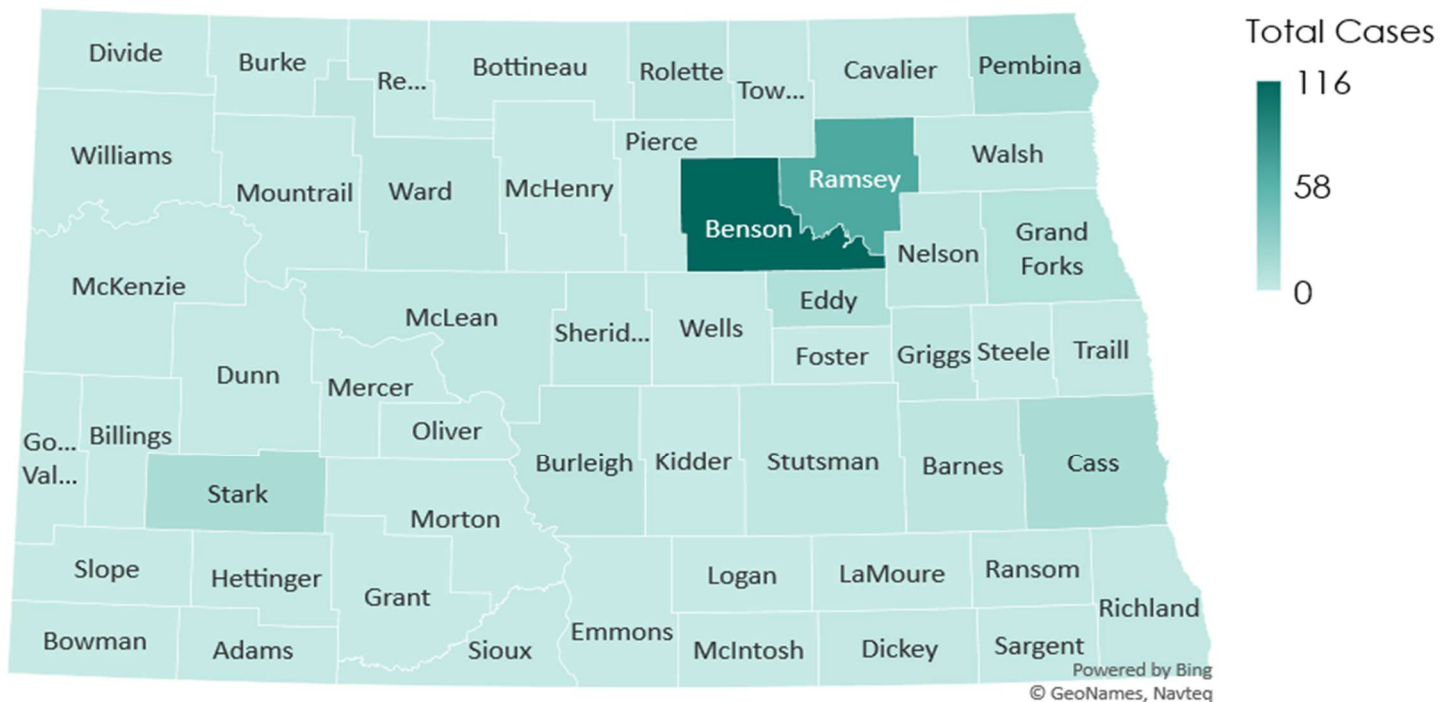 Divide
Burke
Re...
Bottineau
Rolette
Tow...
Cavalier
Pembina
Williams
Mountrail
Ward
McHenry
Pierce
Benson
Ramsey
Walsh
Nelson
Grand
Forks
McKenzie
McLean
Sherid...
Wells
Eddy
Foster
Griggs
Steele
Traill
Dunn
Mercer
Oliver
Go...
Val...
Billings
Stark
Burleigh
Kidder
Stutsman
Barnes
Cass
Morton
Slope
Hettinger
Grant
Logan
LaMoure
Ransom
Richland
Bowman
Adams
Sioux
Emmons
McIntosh
Dickey
Sargent
Powered by Bing
© GeoNames, Navteq
Total Cases
116
58
0